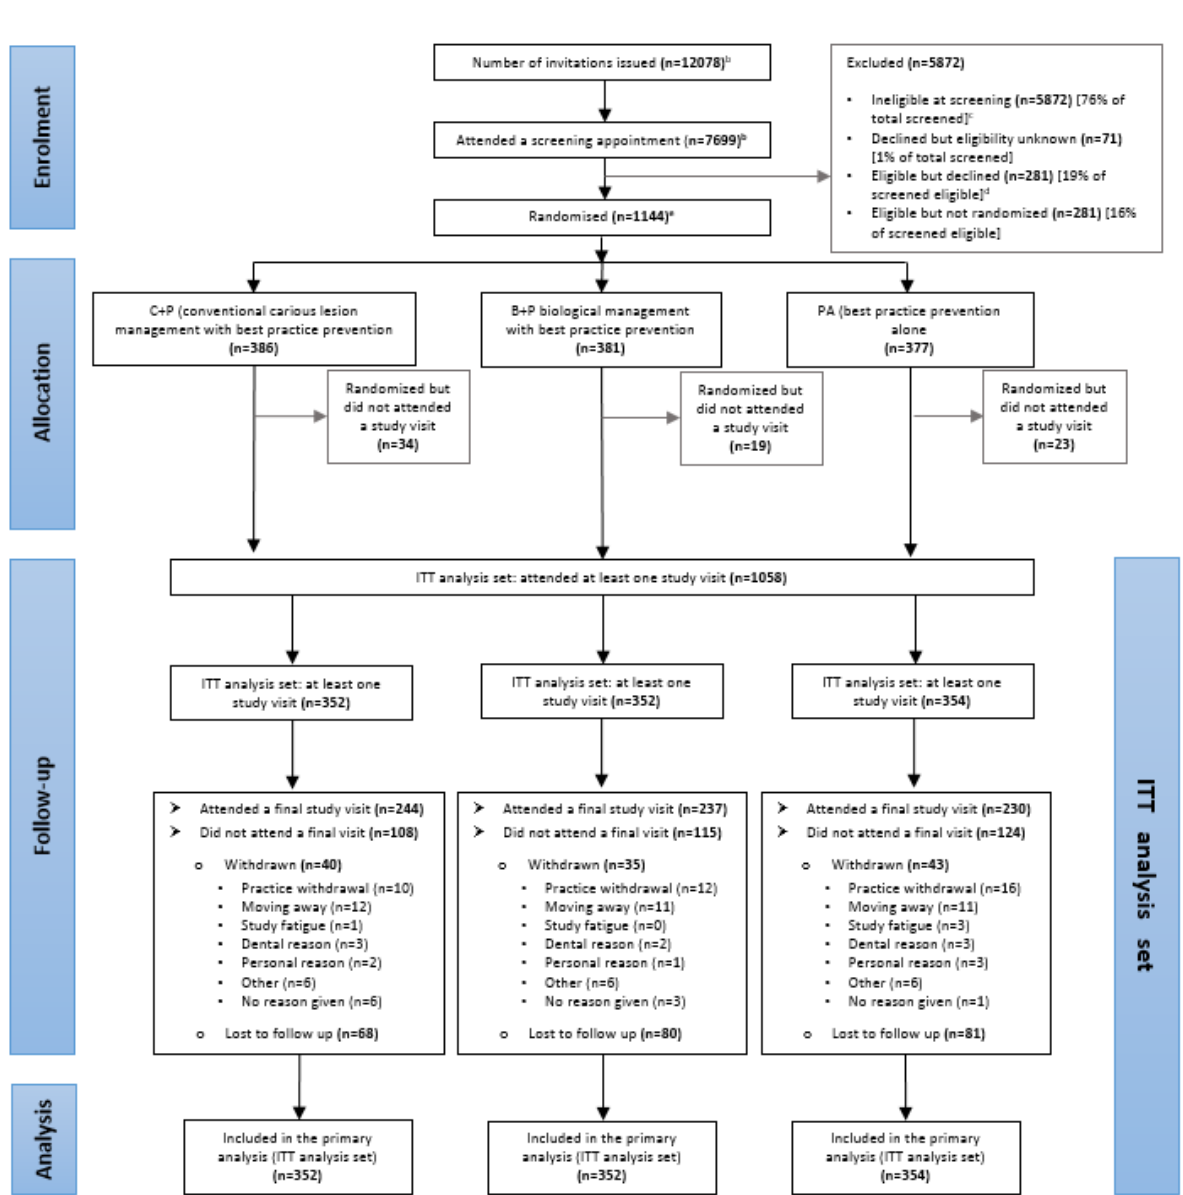 Enrolment
Number of invitations issued (n=12078)ᵇ
Attended a screening appointment (n=7699)ᵇ
Randomised (n=1144)ᵉ
Excluded (n=5872)
▪ Ineligible at screening (n=5872) [76% of
total screened]ᶜ
▪ Declined but eligibility unknown (n=71)
[1% of total screened]
▪ Eligible but declined (n=281) [19% of
screened eligible]ᵈ
▪ Eligible but not randomized (n=281) [16%
of screened eligible]
Allocation
C+P (conventional carious lesion
management with best practice prevention
(n=386)
B+P biological management
with best practice prevention
(n=381)
PA (best practice prevention
alone
(n=377)
Randomized but
did not attended
a study visit
(n=34)
Randomized but
did not attended
a study visit
(n=19)
Randomized but
did not attended
a study visit
(n=23)
Follow-up
ITT analysis set: attended at least one study visit (n=1058)
ITT analysis set: at least one
study visit (n=352)
ITT analysis set: at least one
study visit (n=352)
ITT analysis set: at least one
study visit (n=354)
➤ Attended a final study visit (n=244)
➤ Did not attend a final visit (n=108)
o Withdrawn (n=40)
▪ Practice withdrawal (n=10)
▪ Moving away (n=12)
▪ Study fatigue (n=1)
▪ Dental reason (n=3)
▪ Personal reason (n=2)
▪ Other (n=6)
▪ No reason given (n=6)
o Lost to follow up (n=68)
➤ Attended a final study visit (n=237)
➤ Did not attend a final visit (n=115)
o Withdrawn (n=35)
▪ Practice withdrawal (n=12)
▪ Moving away (n=11)
▪ Study fatigue (n=0)
▪ Dental reason (n=2)
▪ Personal reason (n=1)
▪ Other (n=6)
▪ No reason given (n=3)
o Lost to follow up (n=80)
➤ Attended a final study visit (n=230)
➤ Did not attend a final visit (n=124)
o Withdrawn (n=43)
▪ Practice withdrawal (n=16)
▪ Moving away (n=11)
▪ Study fatigue (n=3)
▪ Dental reason (n=3)
▪ Personal reason (n=3)
▪ Other (n=6)
▪ No reason given (n=1)
o Lost to follow up (n=81)
ITT analysis set
Analysis
Included in the primary
analysis (ITT analysis set)
(n=352)
Included in the primary
analysis (ITT analysis set)
(n=352)
Included in the primary
analysis (ITT analysis set)
(n=354)